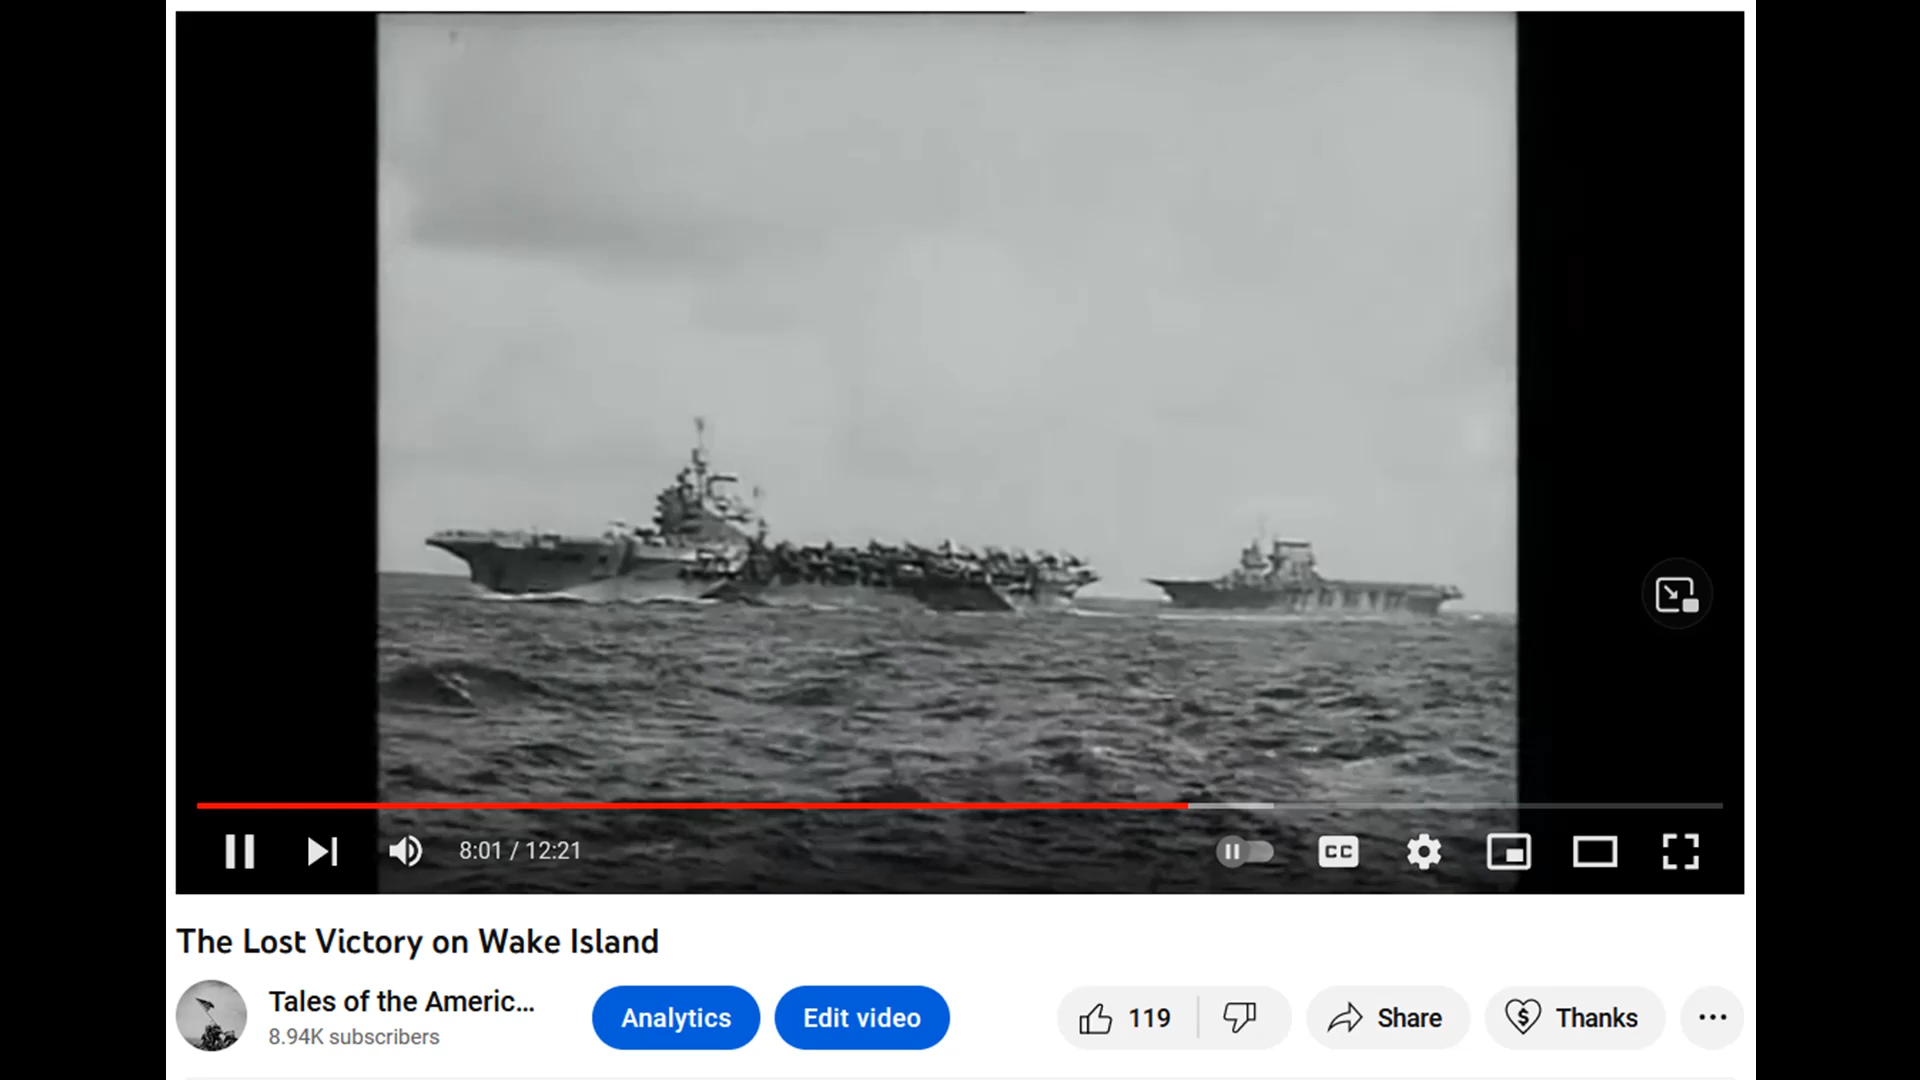 8:01 / 12:21
CC
The Lost Victory on Wake Island
Tales of the Americ...
8.94K subscribers
Analytics
Edit video
119
Share
Thanks